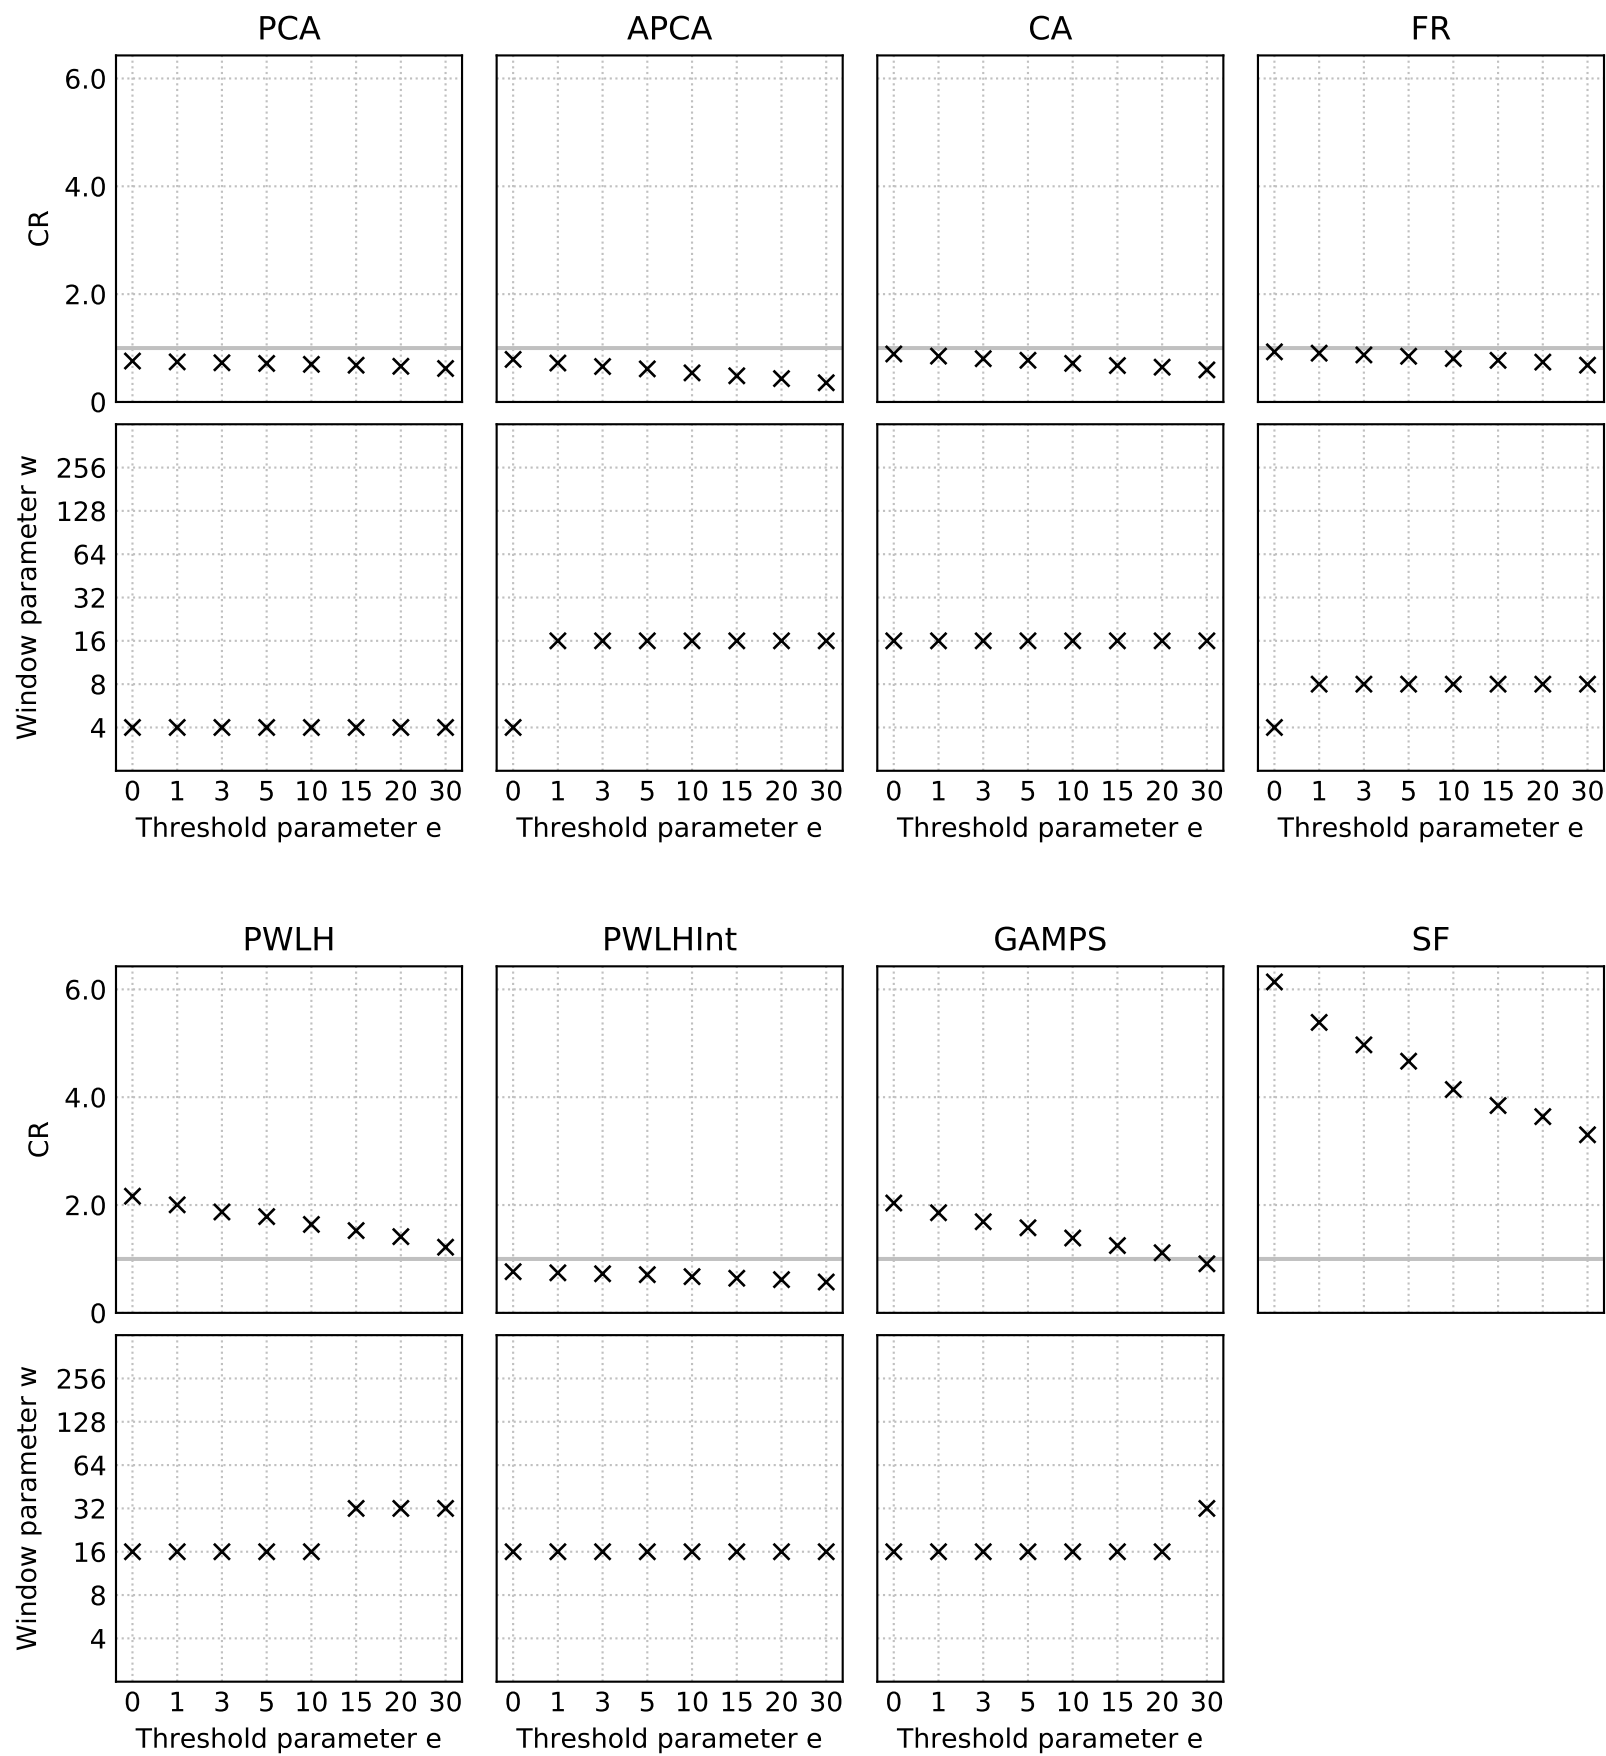 PCA APCA CA FR
6.0
4.0
2.0
0
CR
256
128
64
32
16
8
4
Window parameter w
0 1 3 5 10 15 20 30 0 1 3 5 10 15 20 30 0 1 3 5 10 15 20 30 0 1 3 5 10 15 20 30
Threshold parameter e Threshold parameter e Threshold parameter e Threshold parameter e
PWLH PWLHInt GAMPS SF
6.0
4.0
2.0
0
CR
256
128
64
32
16
8
4
Window parameter w
0 1 3 5 10 15 20 30 0 1 3 5 10 15 20 30 0 1 3 5 10 15 20 30
Threshold parameter e Threshold parameter e Threshold parameter e